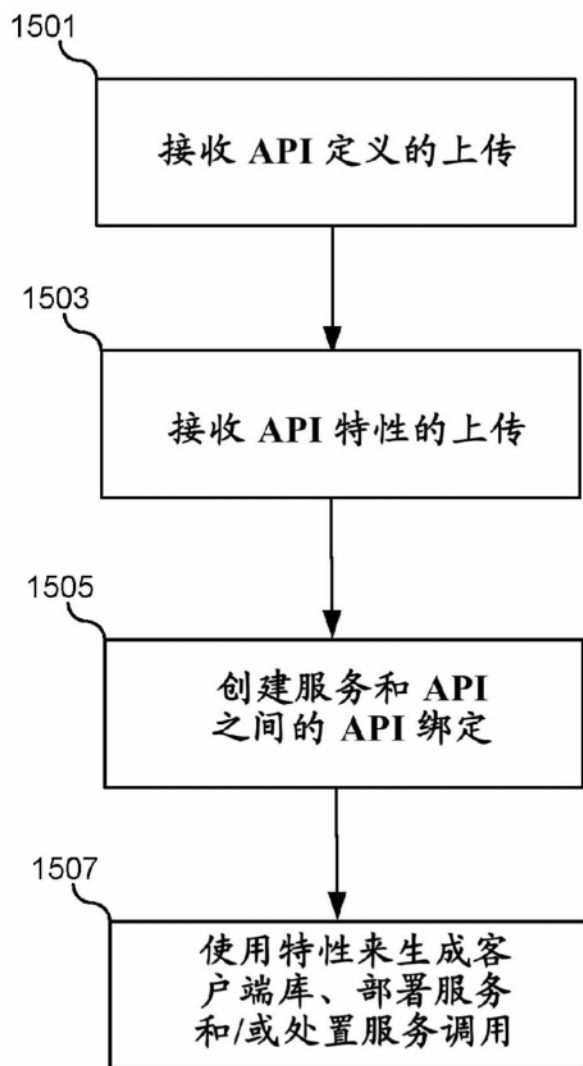 1501
接收 API 定义的上传
1503
接收 API 特性的上传
1505
创建服务和 API
之间的 API 绑定
1507
使用特性来生成客
户端库、部署服务
和/或处置服务调用